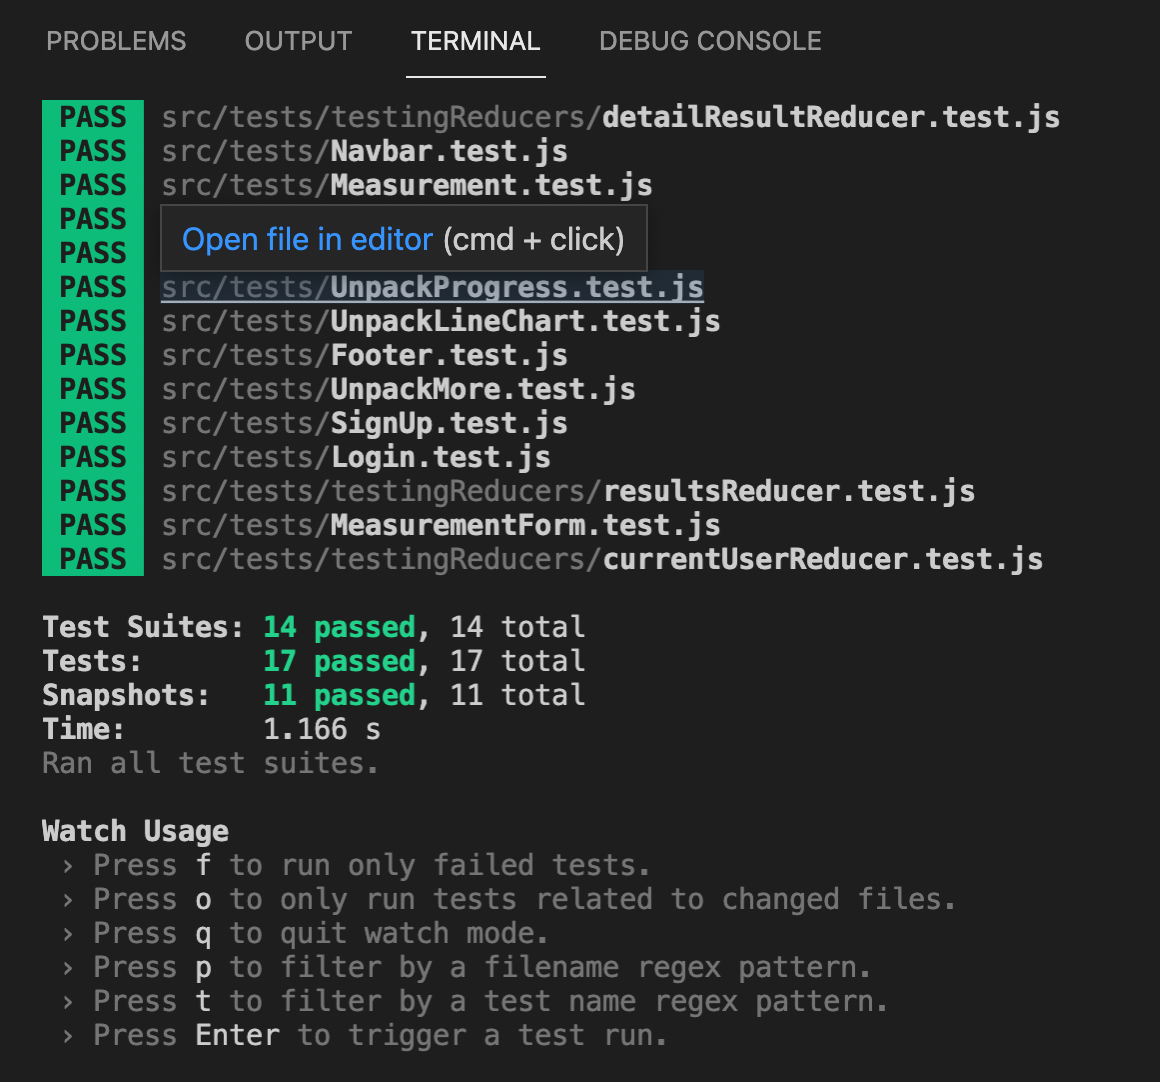 PROBLEMS OUTPUT TERMINAL DEBUG CONSOLE
PASS src/tests/testingReducers/detailResultReducer.test.js
PASS src/tests/Navbar.test.js
PASS src/tests/Measurement.test.js
PASS
Open file in editor (cmd + click)
PASS
PASS src/tests/UnpackProgress.test.js
PASS src/tests/UnpackLineChart.test.js
PASS src/tests/Footer.test.js
PASS src/tests/UnpackMore.test.js
PASS src/tests/SignUp.test.js
PASS src/tests/Login.test.js
PASS src/tests/testingReducers/resultsReducer.test.js
PASS src/tests/MeasurementForm.test.js
PASS src/tests/testingReducers/currentUserReducer.test.js
Test Suites: 14 passed, 14 total
Tests: 17 passed, 17 total
Snapshots: 11 passed, 11 total
Time: 1.166 s
Ran all test suites.
Watch Usage
› Press f to run only failed tests.
› Press o to only run tests related to changed files.
› Press q to quit watch mode.
› Press p to filter by a filename regex pattern.
› Press t to filter by a test name regex pattern.
› Press Enter to trigger a test run.